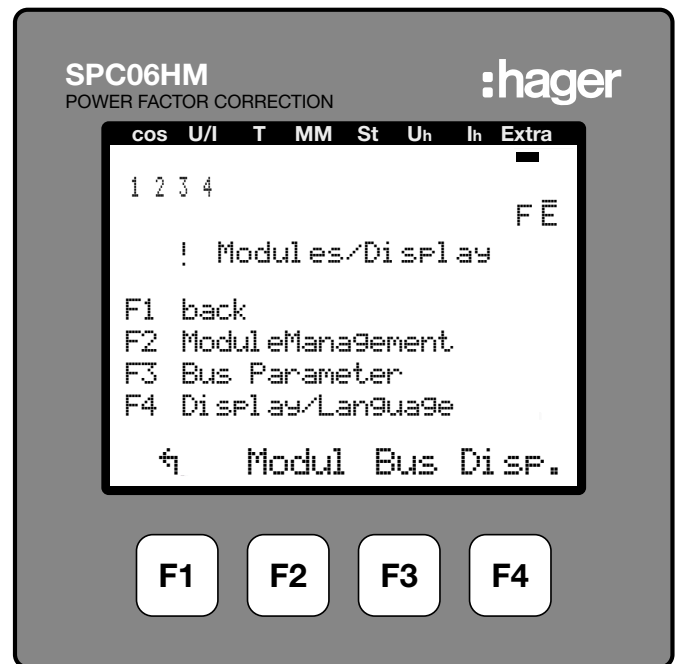 SPC06HM
:hager
POWER FACTOR CORRECTION
cos U/I T MM St Uh Ih Extra
1 2 3 4
F Ē
! Modules/Display
F1 back
F2 ModuleManagement
F3 Bus Parameter
F4 Display/Language
Modul Bus Disp.
F1 F2 F3 F4